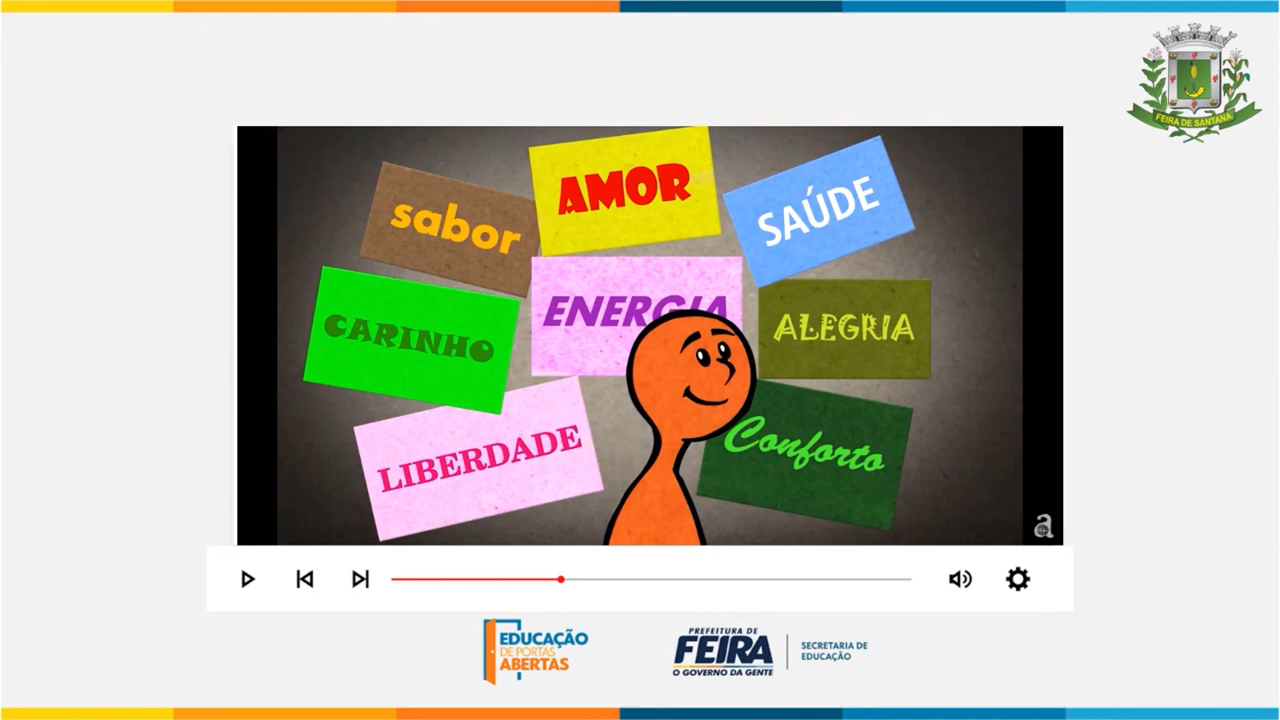 FEIRA DE SANTANA
sabor
AMOR
SAÚDE
CARINHO
ENERGIA
ALEGRIA
LIBERDADE
Conforto
a
EDUCAÇÃO
DE PORTAS
ABERTAS
PREFEITURA DE
FEIRA
O GOVERNO DA GENTE
SECRETARIA DE
EDUCAÇÃO